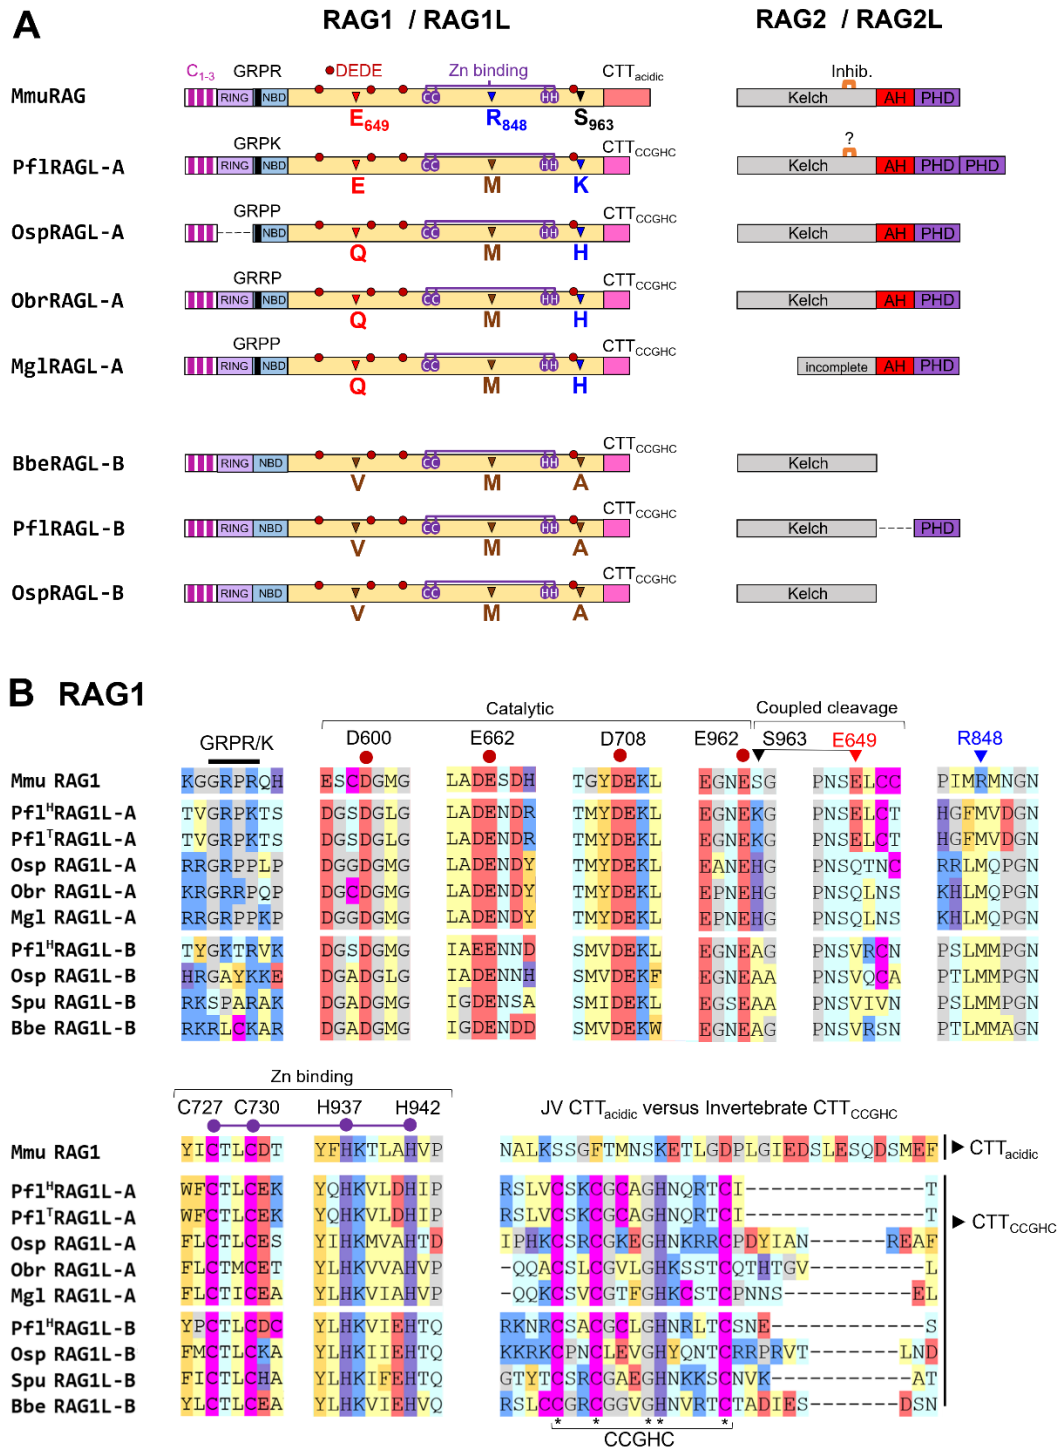 A
RAG1 / RAG1L
RAG2 / RAG2L
C1-3 GRPR DEDE Zn binding CTTacidic Inhib.
MmuRAG RING NBD CC HH Kelch AH PHD
E649 R848 S963
GRPK CTTCCGHC ?
PflRAGL-A RING NBD CC HH Kelch AH PHD PHD
E M K
GRPP CTTCCGHC
OspRAGL-A NBD CC HH Kelch AH PHD
Q M H
GRRP CTTCCGHC
ObrRAGL-A RING NBD CC HH Kelch AH PHD
Q M H
GRPP CTTCCGHC
MglRAGL-A RING NBD CC HH incomplete AH PHD
Q M H
CTTCCGHC
BbeRAGL-B RING NBD CC HH Kelch
V M A
CTTCCGHC
PflRAGL-B RING NBD CC HH Kelch PHD
V M A
CTTCCGHC
OspRAGL-B RING NBD CC HH Kelch
V M A
B RAG1
Catalytic Coupled cleavage
GRPR/K D600 E662 D708 E962 S963 E649 R848
Mmu RAG1 KGGRPRQH ESCDGMG LADESDH TGYDEKL EGNESG PNSELCC PIMRMNGN
PflHRAG1L-A TVGRPKTS DGSDGLG LADENDR TMYDEKL EGNEKG PNSELCT HGFMVDGN
PflTRAG1L-A TVGRPKTS DGSDGLG LADENDR TMYDEKL EGNEKG PNSELCT HGFMVDGN
Osp RAG1L-A RRGRPPLP DGGDGMG LADENDY TMYDEKL EANEHG PNSQTNC RRLMQPGN
Obr RAG1L-A KRGRRPQP DGCDGMG LADENDY TMYDEKL EPNEHG PNSQLNS KHLMQPGN
Mgl RAG1L-A RRGRPPKP DGGDGMG LADENDY TMYDEKL EPNEHG PNSQLNS KHLMQPGN
PflHRAG1L-B TYGKTRVK DGSDGMG IAEENND SMVDEKL EGNEAG PNSVRCN PSLMMPGN
Osp RAG1L-B HRGAYKKE DGADLGG IADENNH SMVDEKF EGNEAA PNSVQCA PTLMMPGN
Spu RAG1L-B RKSPARAK DGADGMG IGDENSA SMIDEKL EGSEAA PNSVIVN PSLMMPGN
Bbe RAG1L-B RKRLCKAR DGADGMG IGDENDD SMVDEKW EGNEAG PNSVRSN PTLMMAGN
Zn binding
C727 C730 H937 H942 JV CTTacidic versus Invertebrate CTTCCGHC
Mmu RAG1 YICTLCDT YFHKTLAHVP NALKSSGFTMNSKETLGDPLGIEDSLESQDSMEF CTTacidic
PflHRAG1L-A WFCTLCEK YQHKVLDHIP RSLVCSKCGCAGHNQRTCI--------------T
PflTRAG1L-A WFCTLCEK YQHKVLDHIP RSLVCSKCGCAGHNQRTCI--------------T CTTCCGHC
Osp RAG1L-A FLCTLCES YIHKMVAHTD IPHKCSRCGKEGHNKRRCPDYIAN------REAF
Obr RAG1L-A FLCTMCET YLHKVVAHVP -QQACSLCGVLGHKSSTCQTHTGV---------L
Mgl RAG1L-A FLCTICEA YLHKVIAHVP -QQKCSVCGTFGHKCSTCPNNS----------EL
PflHRAG1L-B YPCTLCDC YLHKVIEHTQ RKNRCSACGCLGHNRLTCSNE------------S
Osp RAG1L-B FMCTLCKA YLHKIIEHTQ KKRKCPNCLEVGHYQNTCRRPRVT-------LND
Spu RAG1L-B FICTLCHA YLHKIFEHTQ GTYTCSRCGAEGHNKKSCNVK-----------AT
Bbe RAG1L-B YLCTLCEA YLHKVIEHVQ RSLCCGRCGGVGHNVRTCTADIES-------DSN
* * * * *
CCGHC